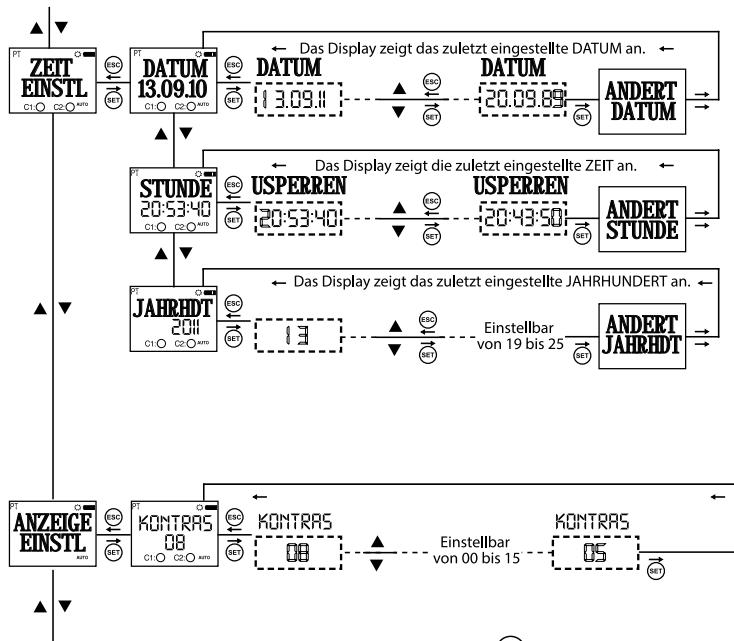 ← Das Display zeigt das zuletzt eingestellte DATUM an. ←
PT
ZEIT
EINSTL
C1: C2: AUTO
ESC
SET
PT
DATUM
13.09.10
C1: C2: AUTO
ESC
SET
DATUM
13.09.11
ESC
SET
DATUM
20.09.89
SET
ANDERT
DATUM
← Das Display zeigt die zuletzt eingestellte ZEIT an. ←
PT
STUNDE
20:53:40
C1: C2: AUTO
ESC
SET
USPERREN
20:53:40
ESC
SET
USPERREN
20:43:50
SET
ANDERT
STUNDE
← Das Display zeigt das zuletzt eingestellte JAHRHUNDERT an. ←
PT
JAHRHDT
2011
C1: C2: AUTO
ESC
SET
13
ESC
SET
Einstellbar
von 19 bis 25
SET
ANDERT
JAHRHDT
PT
ANZEIGE
EINSTL
AUTO
ESC
SET
PT
KONTRAS
08
C1: C2: AUTO
ESC
SET
KONTRAS
08
Einstellbar
von 00 bis 15
KONTRAS
05
SET